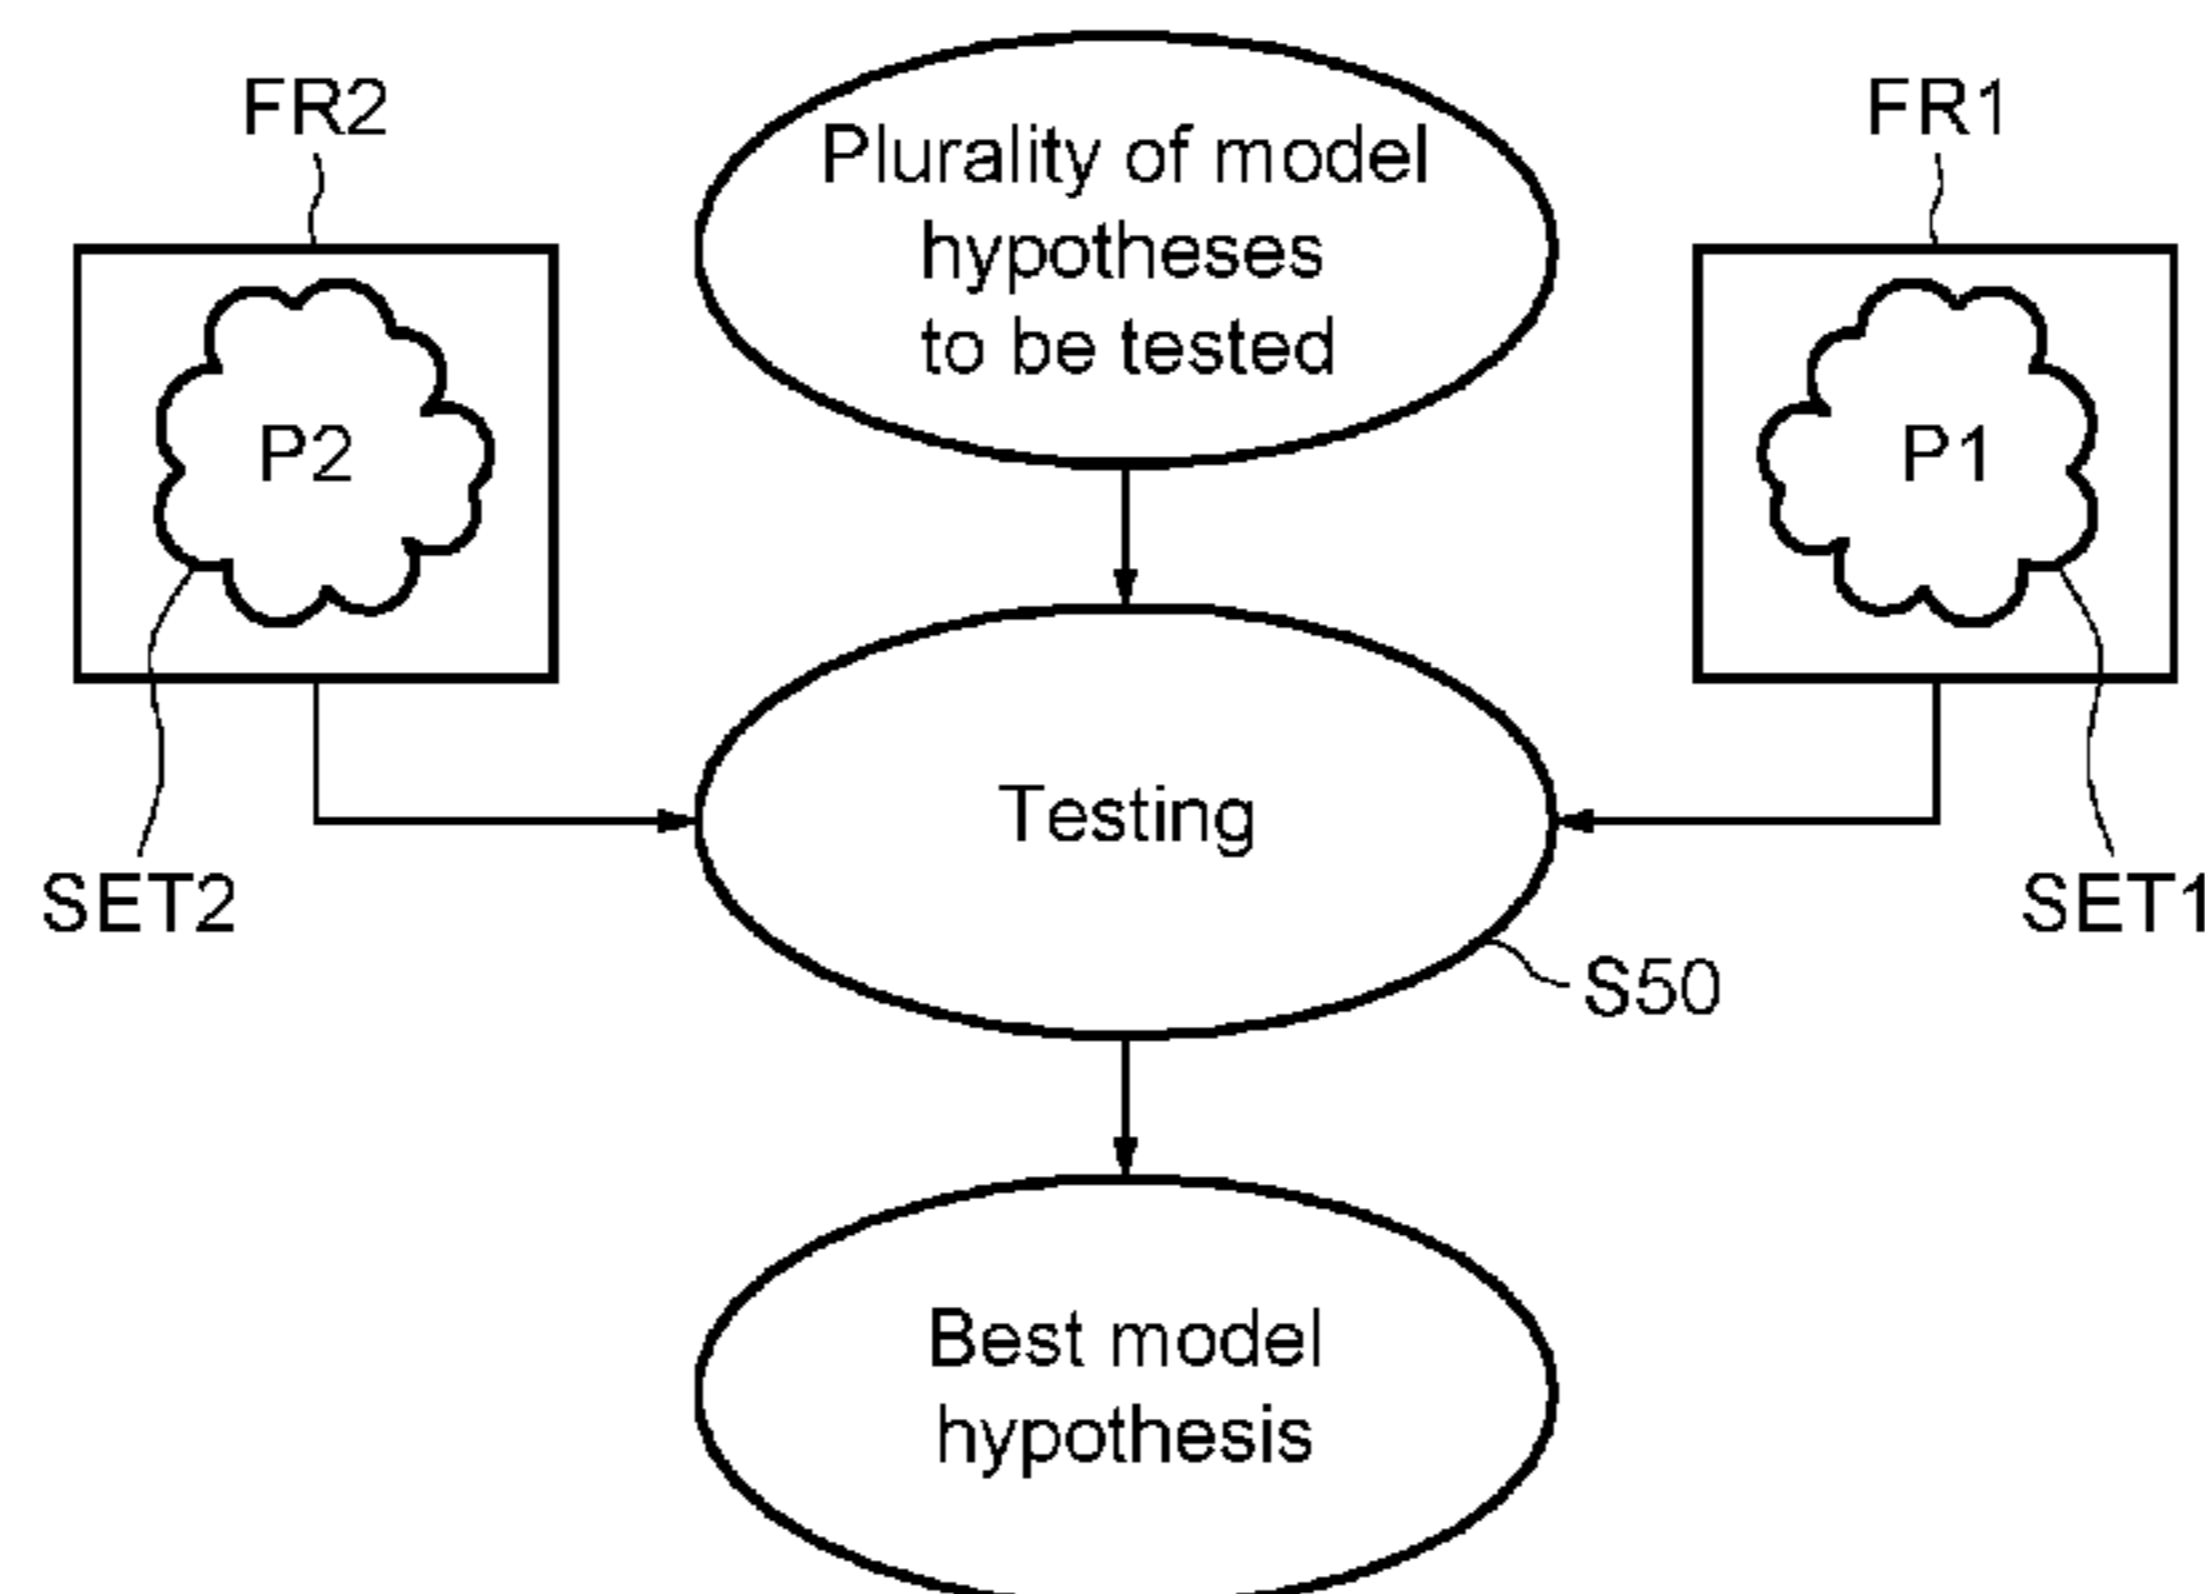 FR2
FR1
Plurality of model
hypotheses
to be tested
P2
P1
Testing
SET2
SET1
S50
Best model
hypothesis